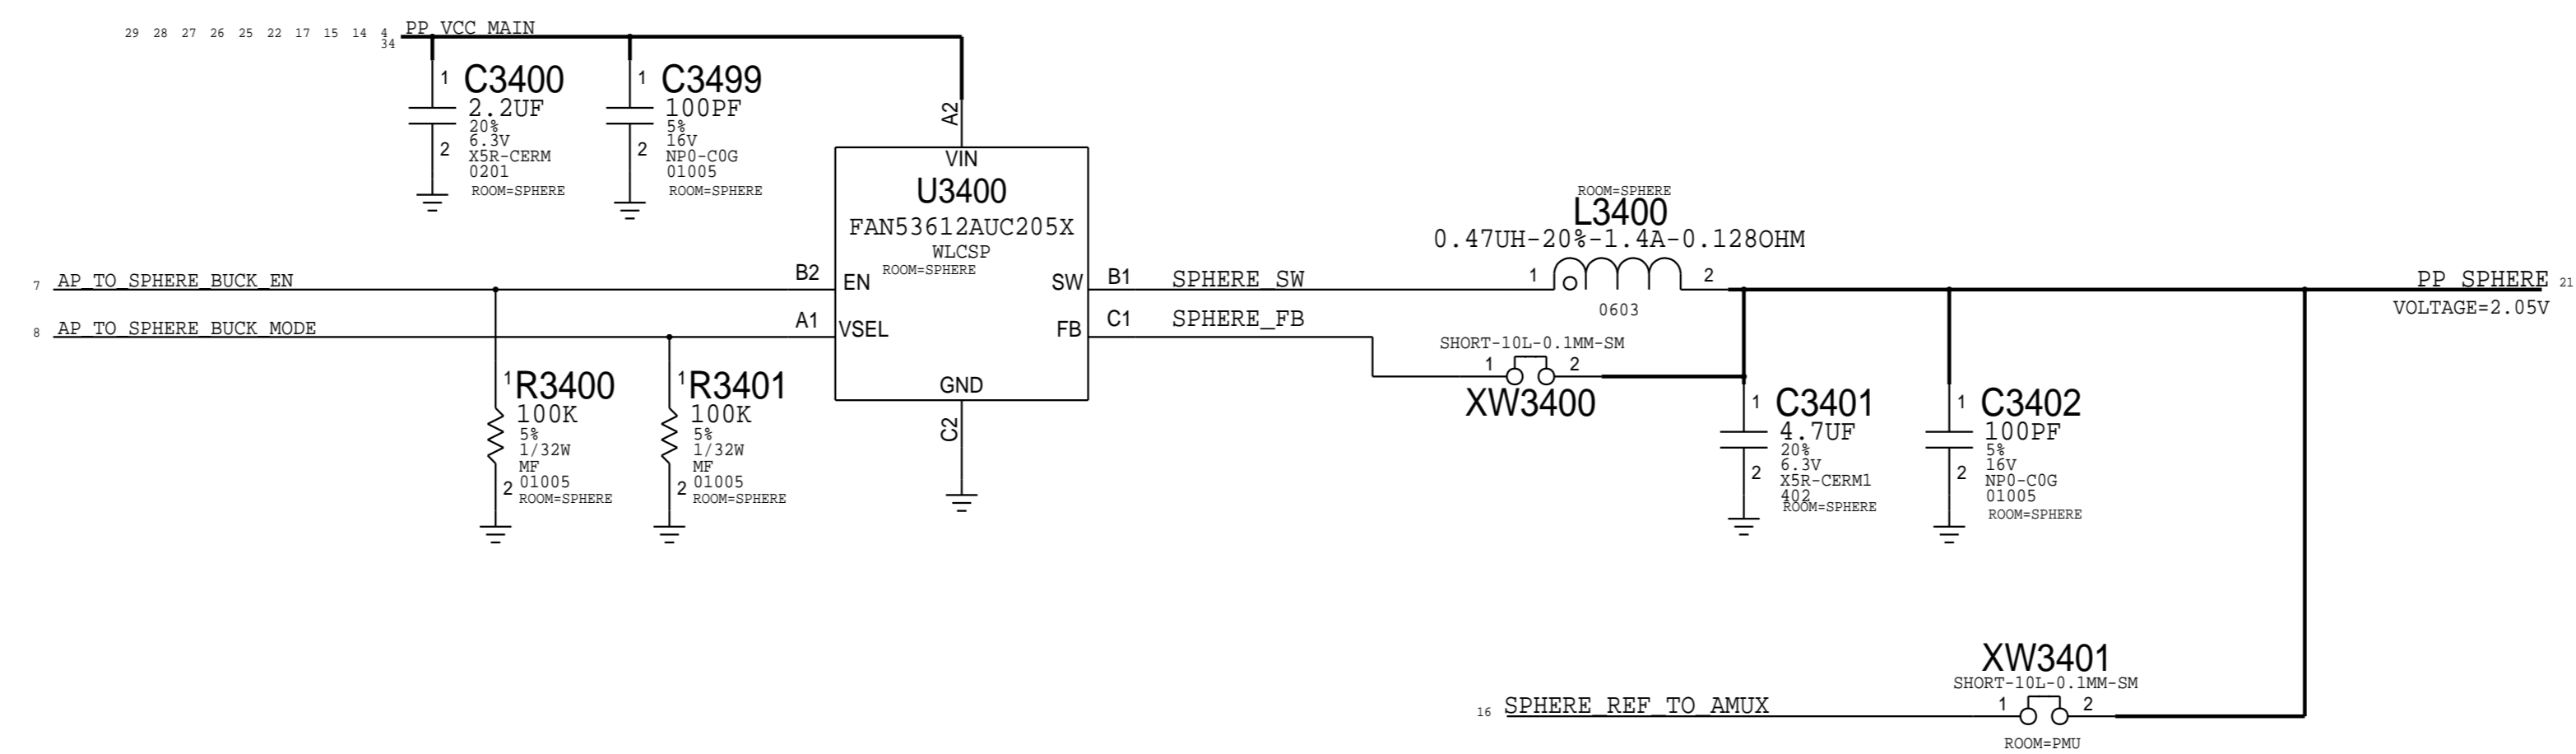 29 28 27 26 25 22 17 15 14 4 PP_VCC_MAIN
34
1 C3400
2.2UF
20%
6.3V
2 X5R-CERM
0201
ROOM=SPHERE
1 C3499
100PF
5%
16V
2 NP0-C0G
01005
ROOM=SPHERE
A2
VIN
U3400
FAN53612AUC205X
WLCSP
ROOM=SPHERE
7 AP_TO_SPHERE_BUCK_EN
B2 EN
8 AP_TO_SPHERE_BUCK_MODE
A1 VSEL
SW B1 SPHERE_SW
FB C1 SPHERE_FB
GND
C2
1 R3400
100K
5%
1/32W
MF
2 01005
ROOM=SPHERE
1 R3401
100K
5%
1/32W
MF
2 01005
ROOM=SPHERE
ROOM=SPHERE
L3400
0.47UH-20%-1.4A-0.128OHM
1 2
0603
SHORT-10L-0.1MM-SM
1 2
XW3400
PP_SPHERE 21
VOLTAGE=2.05V
1 C3401
4.7UF
20%
6.3V
2 X5R-CERM1
402
ROOM=SPHERE
1 C3402
100PF
5%
16V
2 NP0-C0G
01005
ROOM=SPHERE
XW3401
SHORT-10L-0.1MM-SM
16 SPHERE_REF_TO_AMUX
1 2
ROOM=PMU